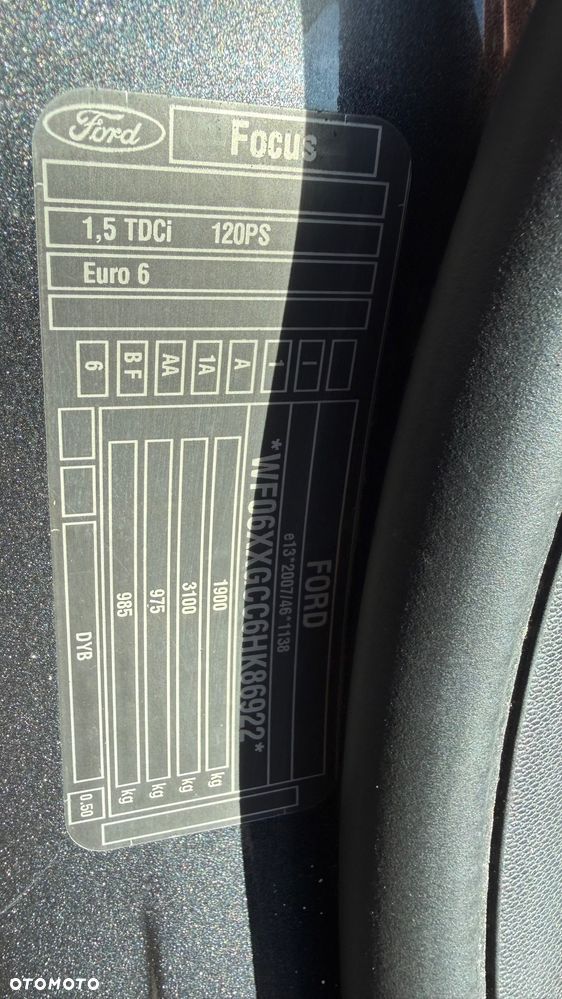 Ford
Focus
1,5 TDCi 120PS
Euro 6
6 B F AA 1A A 1 –
FORD
e13*2007/46*1138
*WF06XXGCC6HK86922*
1900 kg
3100 kg
975 kg
985 kg
DYB 0.50
OTOMOTO